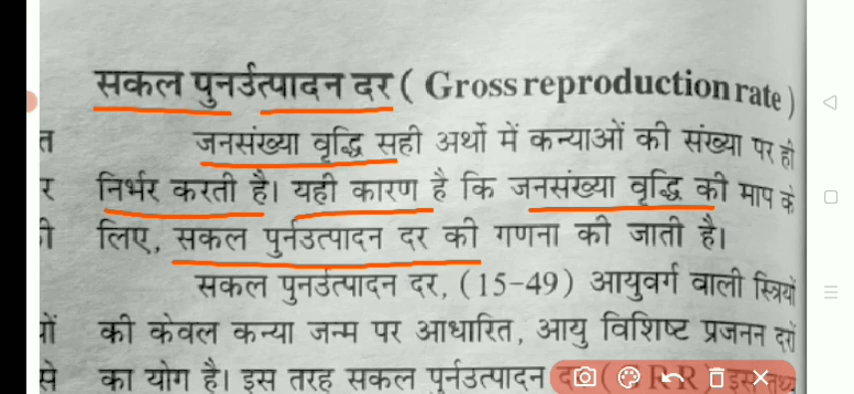 सकल पुनर्उत्पादन दर ( Gross reproduction rate )
त जनसंख्या वृद्धि सही अर्थो में कन्याओं की संख्या पर ही
र निर्भर करती है। यही कारण है कि जनसंख्या वृद्धि की माप के
ी लिए, सकल पुर्नउत्पादन दर की गणना की जाती है।
सकल पुनर्उत्पादन दर, (15-49) आयुवर्ग वाली स्त्रियों
ों की केवल कन्या जन्म पर आधारित, आयु विशिष्ट प्रजनन दरों
से का योग है। इस तरह सकल पुर्नउत्पादन